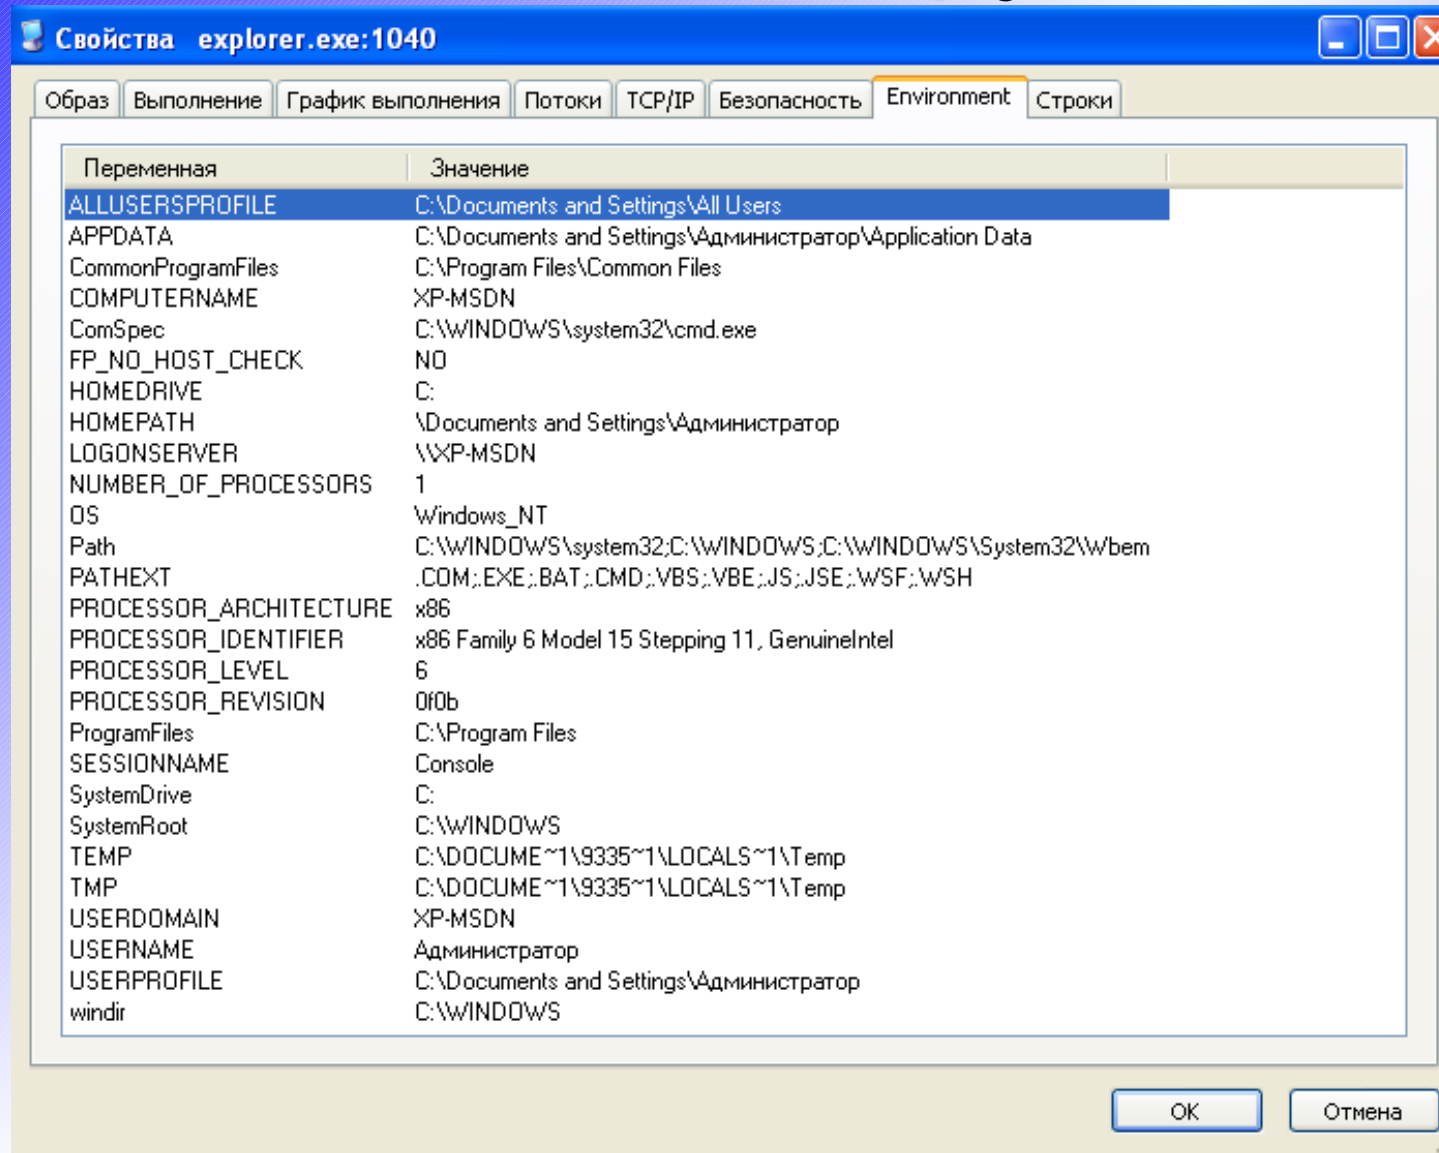 Свойства explorer.exe:1040
Образ Выполнение График выполнения Потоки TCP/IP Безопасность Environment Строки
Переменная Значение
ALLUSERSPROFILE C:\Documents and Settings\All Users
APPDATA C:\Documents and Settings\Администратор\Application Data
CommonProgramFiles C:\Program Files\Common Files
COMPUTERNAME XP-MSDN
ComSpec C:\WINDOWS\system32\cmd.exe
FP_NO_HOST_CHECK NO
HOMEDRIVE C:
HOMEPATH \Documents and Settings\Администратор
LOGONSERVER \\XP-MSDN
NUMBER_OF_PROCESSORS 1
OS Windows_NT
Path C:\WINDOWS\system32;C:\WINDOWS;C:\WINDOWS\System32\Wbem
PATHEXT .COM;.EXE;.BAT;.CMD;.VBS;.VBE;.JS;.JSE;.WSF;.WSH
PROCESSOR_ARCHITECTURE x86
PROCESSOR_IDENTIFIER x86 Family 6 Model 15 Stepping 11, GenuineIntel
PROCESSOR_LEVEL 6
PROCESSOR_REVISION 0f0b
ProgramFiles C:\Program Files
SESSIONNAME Console
SystemDrive C:
SystemRoot C:\WINDOWS
TEMP C:\DOCUME~1\9335~1\LOCALS~1\Temp
TMP C:\DOCUME~1\9335~1\LOCALS~1\Temp
USERDOMAIN XP-MSDN
USERNAME Администратор
USERPROFILE C:\Documents and Settings\Администратор
windir C:\WINDOWS
OK Отмена